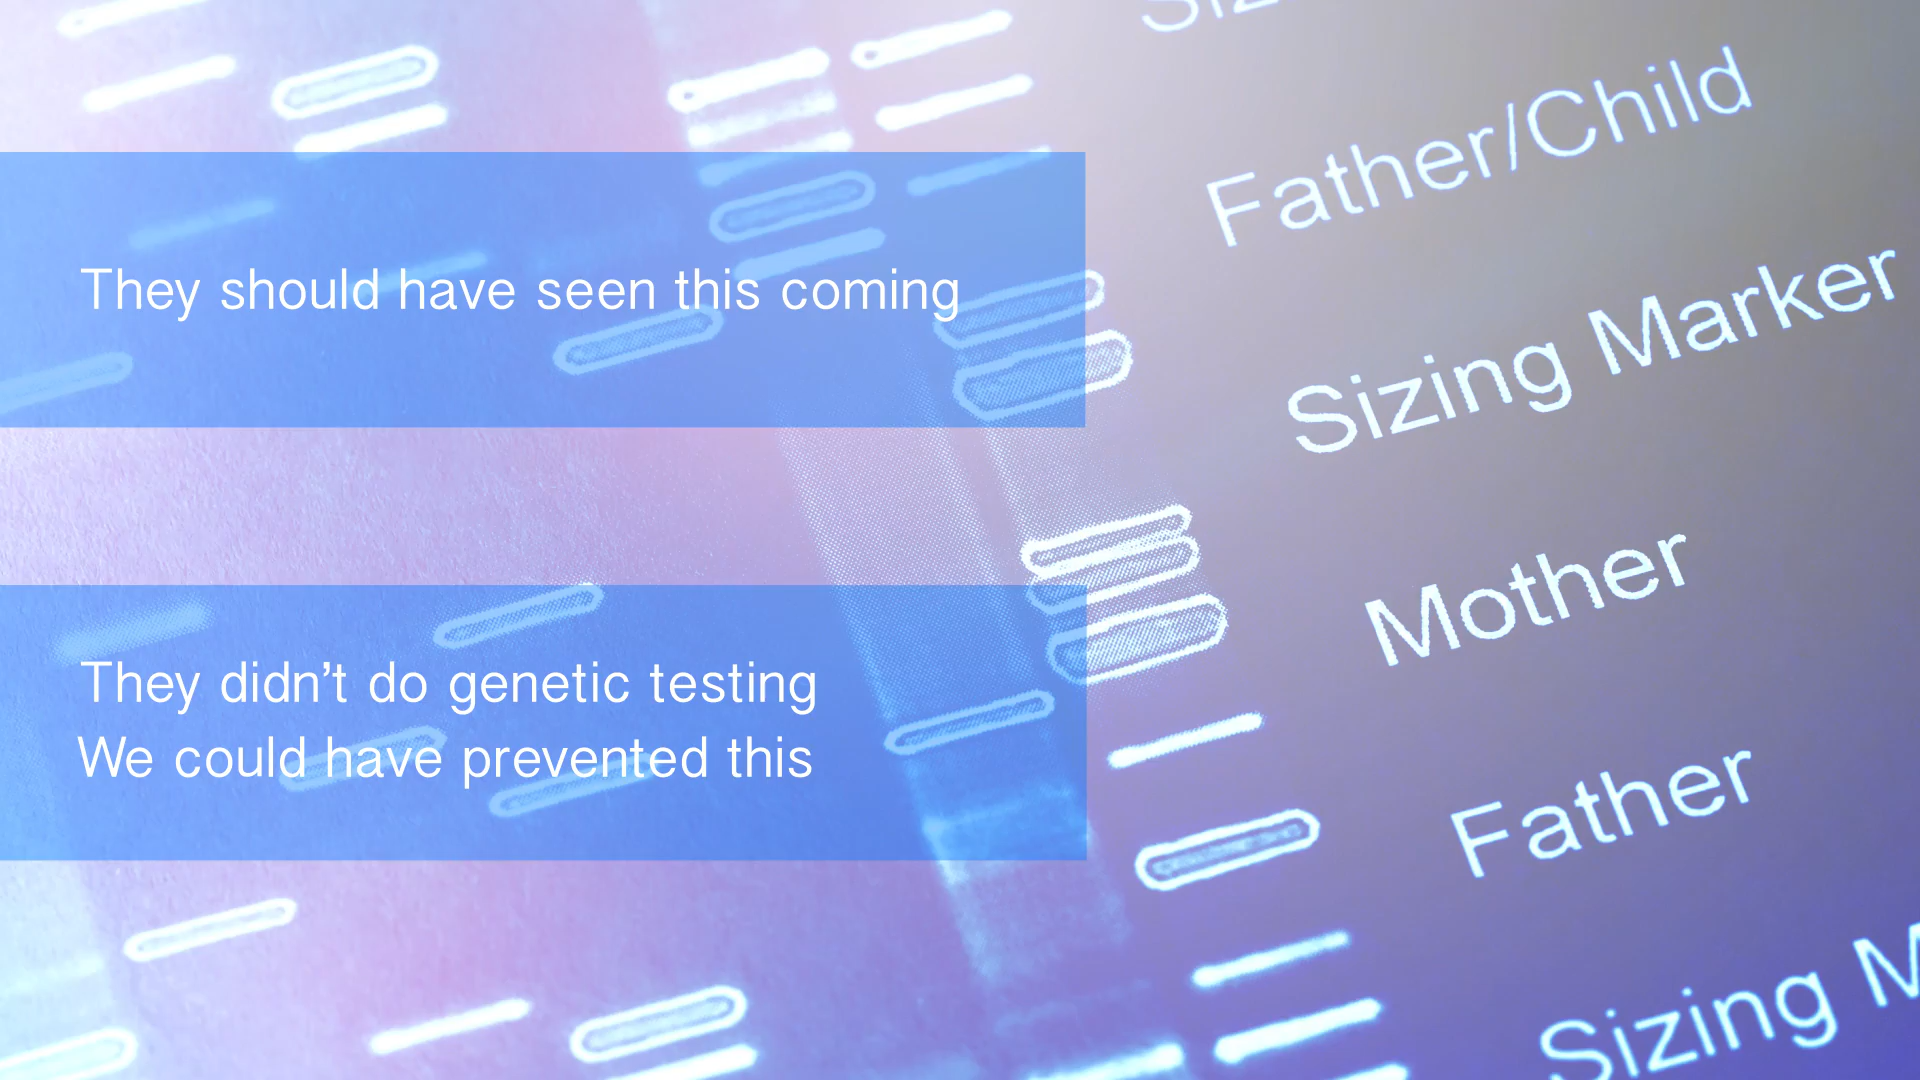 They should have seen this coming
They didn't do genetic testing
We could have prevented this
Father/Child
Sizing Marker
Mother
Father
Sizing